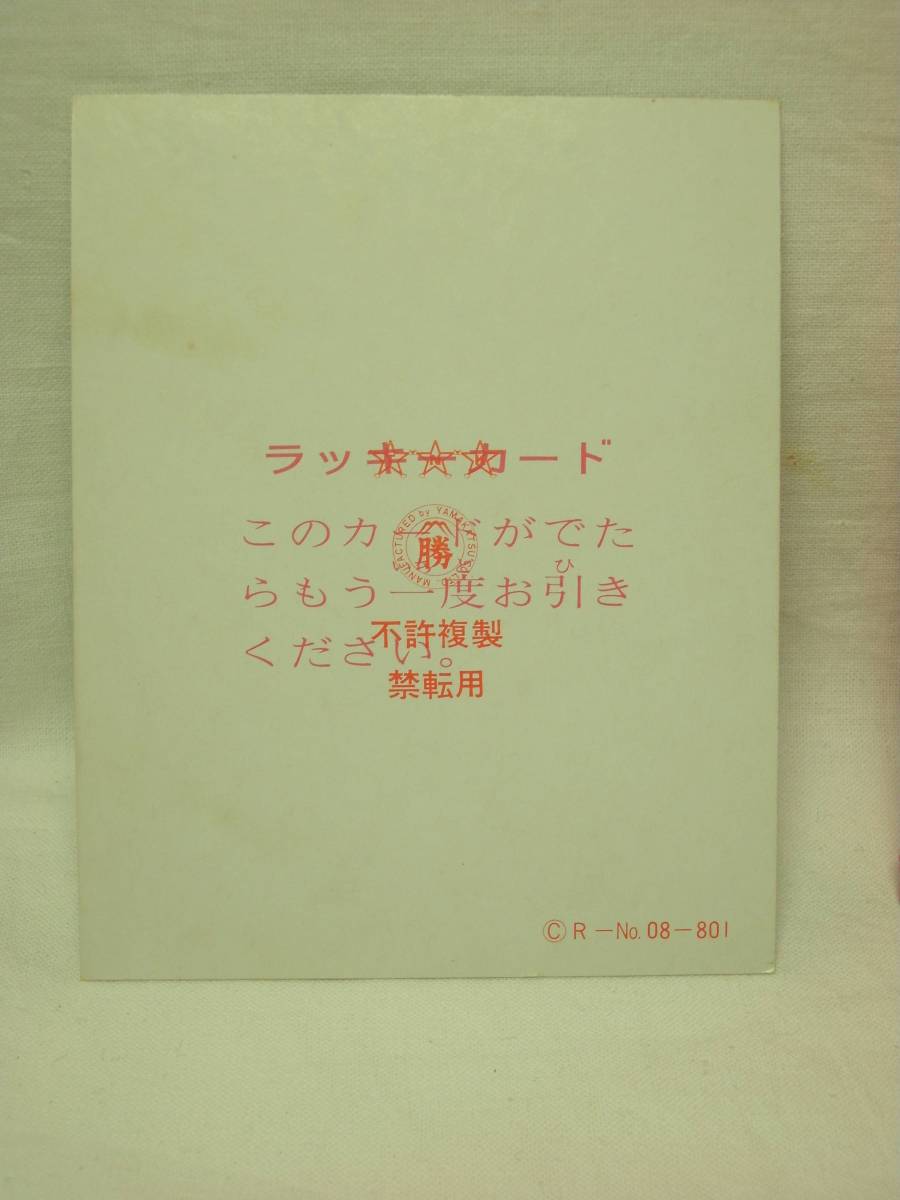 ラッキーカード
MANUFACTURED by YAMAKATSU
勝
このカードがでた
ど ひ
らもう一度お引き
ください。
不許複製
禁転用
ⒸR－No.08－801